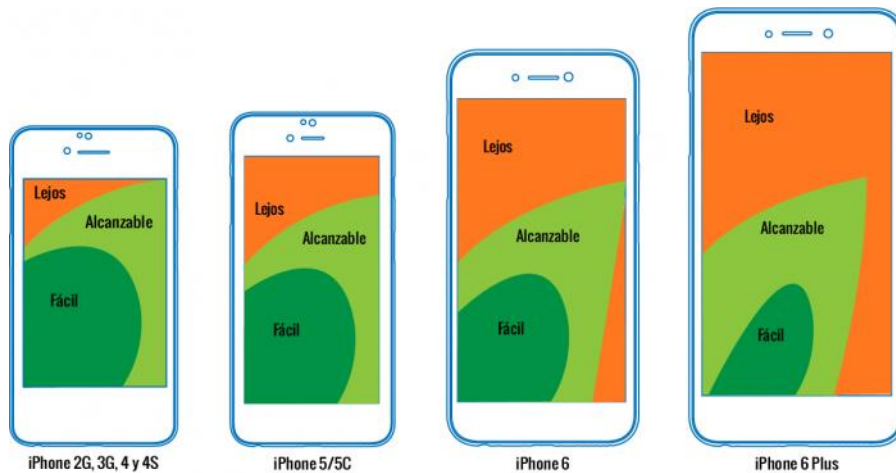 Lejos
Alcanzable
Fácil
iPhone 2G, 3G, 4 y 4S
Lejos
Alcanzable
Fácil
iPhone 5/5C
Lejos
Alcanzable
Fácil
iPhone 6
Lejos
Alcanzable
Fácil
iPhone 6 Plus